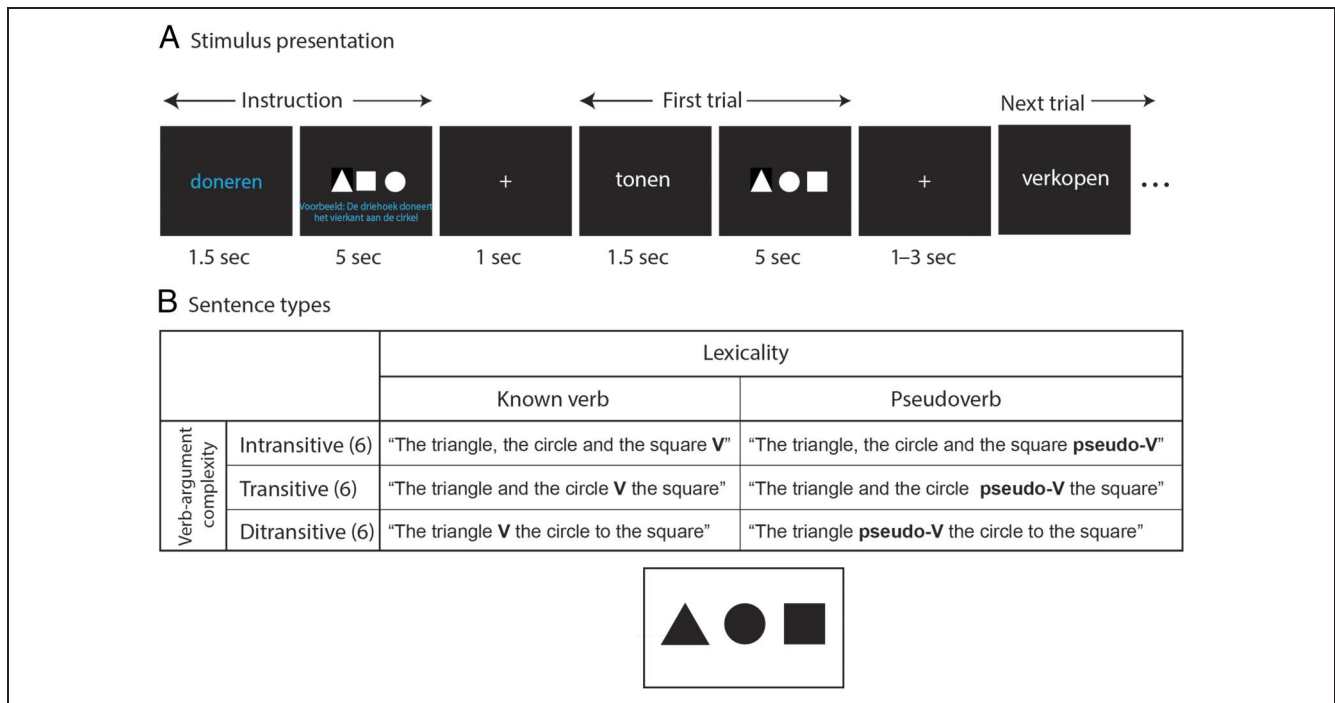 A Stimulus presentation
Instruction
First trial
Next trial
doneren
Voorbeeld: De driehoek doneert
het vierkant aan de cirkel
+
tonen
+
verkopen
...
1.5 sec
5 sec
1 sec
1.5 sec
5 sec
1–3 sec
B Sentence types
Lexicality
Known verb
Pseudoverb
Verb-argument
complexity
Intransitive (6)
“The triangle, the circle and the square V”
“The triangle, the circle and the square pseudo-V”
Transitive (6)
“The triangle and the circle V the square”
“The triangle and the circle pseudo-V the square”
Ditransitive (6)
“The triangle V the circle to the square”
“The triangle pseudo-V the circle to the square”